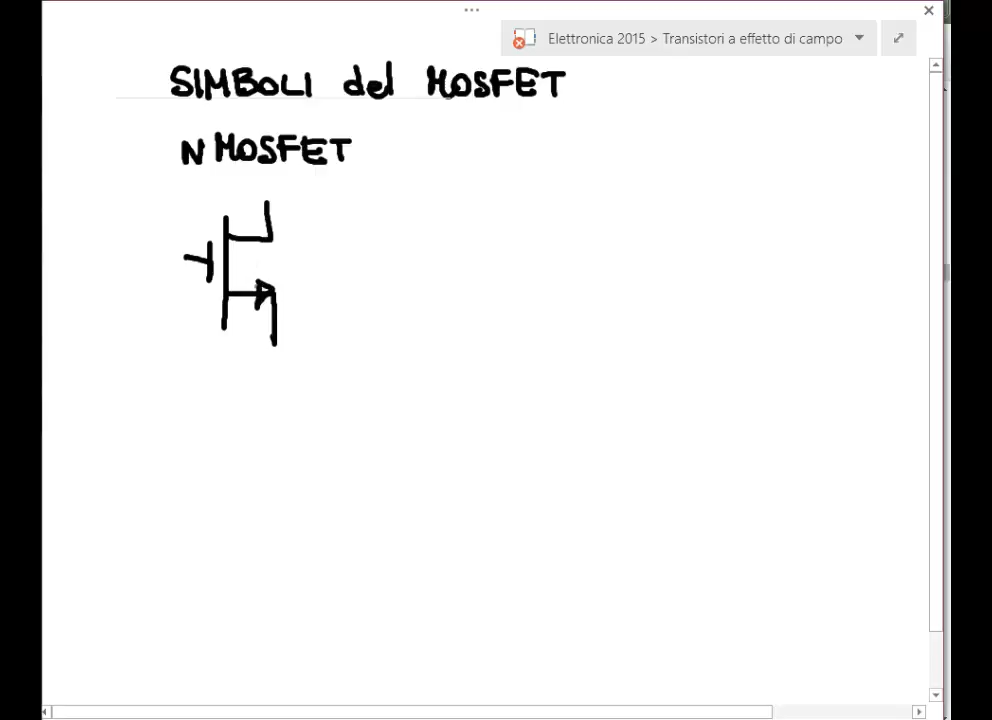 Elettronica 2015 > Transistori a effetto di campo
SIMBOLI del MOSFET
N MOSFET